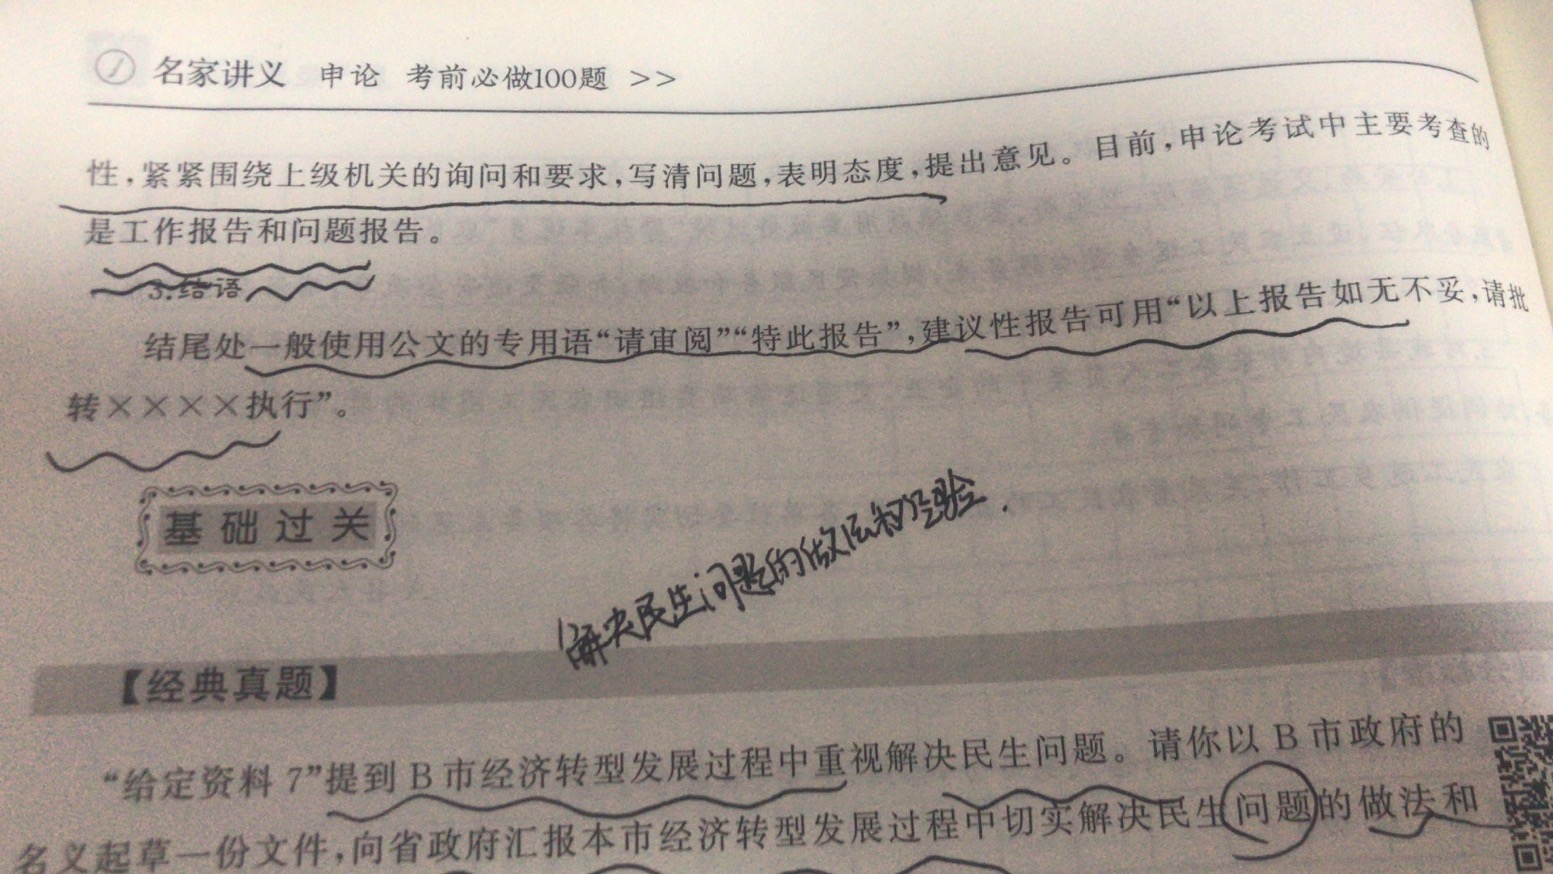 名家讲义 申论 考前必做100题 >>
性,紧紧围绕上级机关的询问和要求,写清问题,表明态度,提出意见。目前,申论考试中主要考查的
是工作报告和问题报告。
3.结语
结尾处一般使用公文的专用语“请审阅”“特此报告”,建议性报告可用“以上报告如无不妥,请批
转××××执行”。
基础过关
解决民生问题的做法和经验.
【经典真题】
“给定资料 7”提到 B 市经济转型发展过程中重视解决民生问题。请你以 B 市政府的
名义起草一份文件,向省政府汇报本市经济转型发展过程中切实解决民生问题的做法和